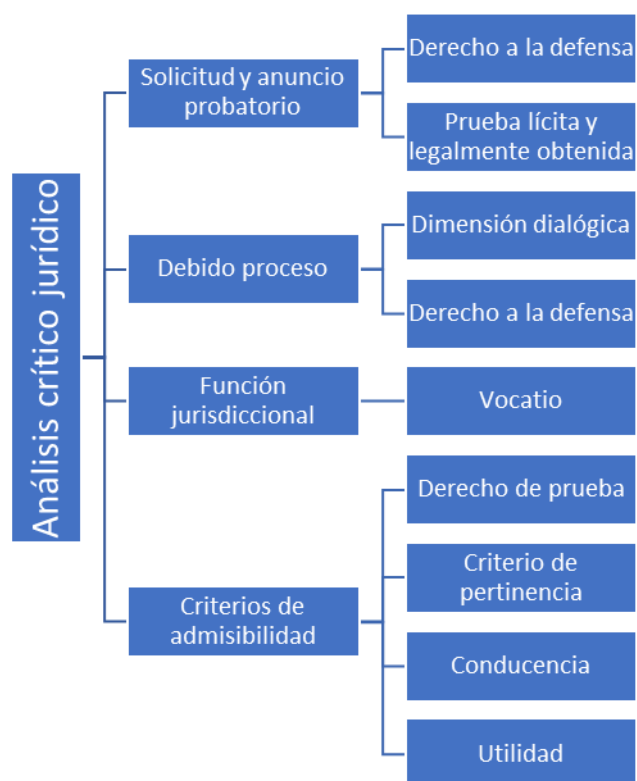 Análisis crítico jurídico
Solicitud y anuncio
probatorio
Derecho a la defensa
Prueba lícita y
legalmente obtenida
Debido proceso
Dimensión dialógica
Derecho a la defensa
Función
jurisdiccional
Vocatio
Criterios de
admisibilidad
Derecho de prueba
Criterio de
pertinencia
Conducencia
Utilidad